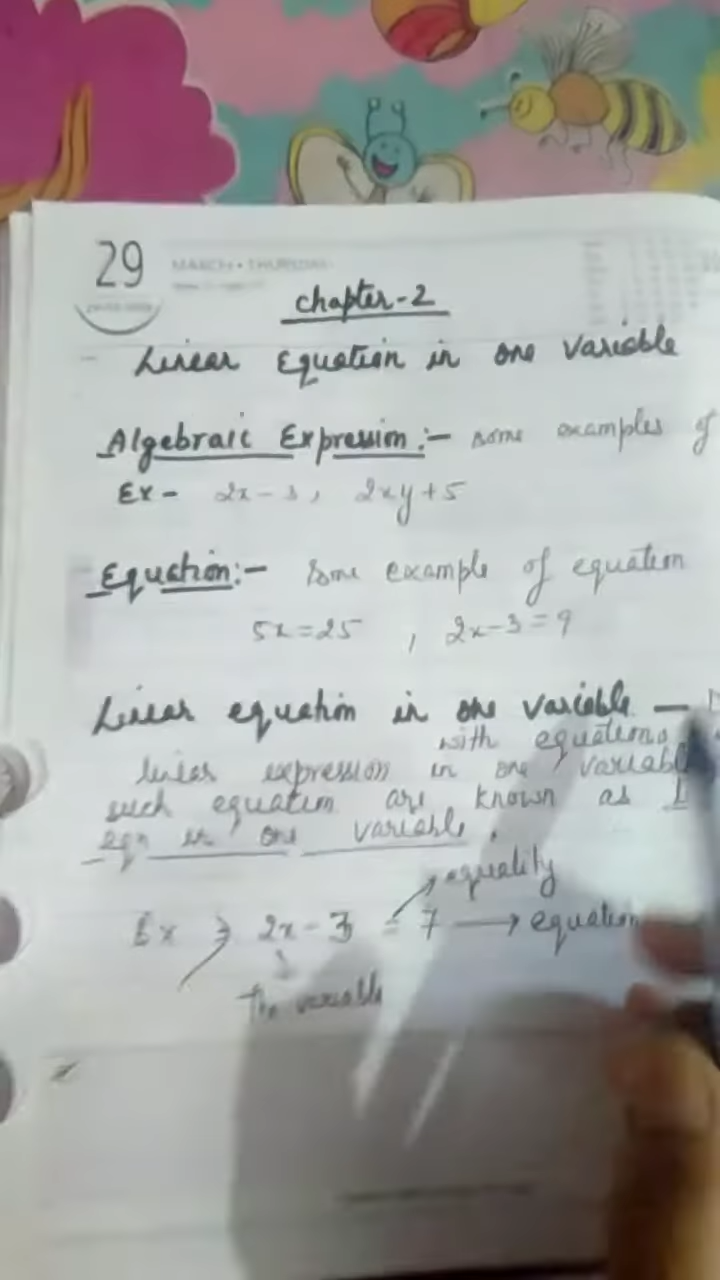 29
MARCH • THURSDAY
chapter-2
Linear Equation in one Variable
Algebraic Expression :- some examples of
Ex - 2x-3, 2xy+5
Equation:- Some example of equation
5x=25 , 2x-3=9
Linear equation in one variable —
with equations
linear expression in one variable
such equation are known as L
eqn in one variable.
equality
Ex 2x-3 = 7 → equation
The variable